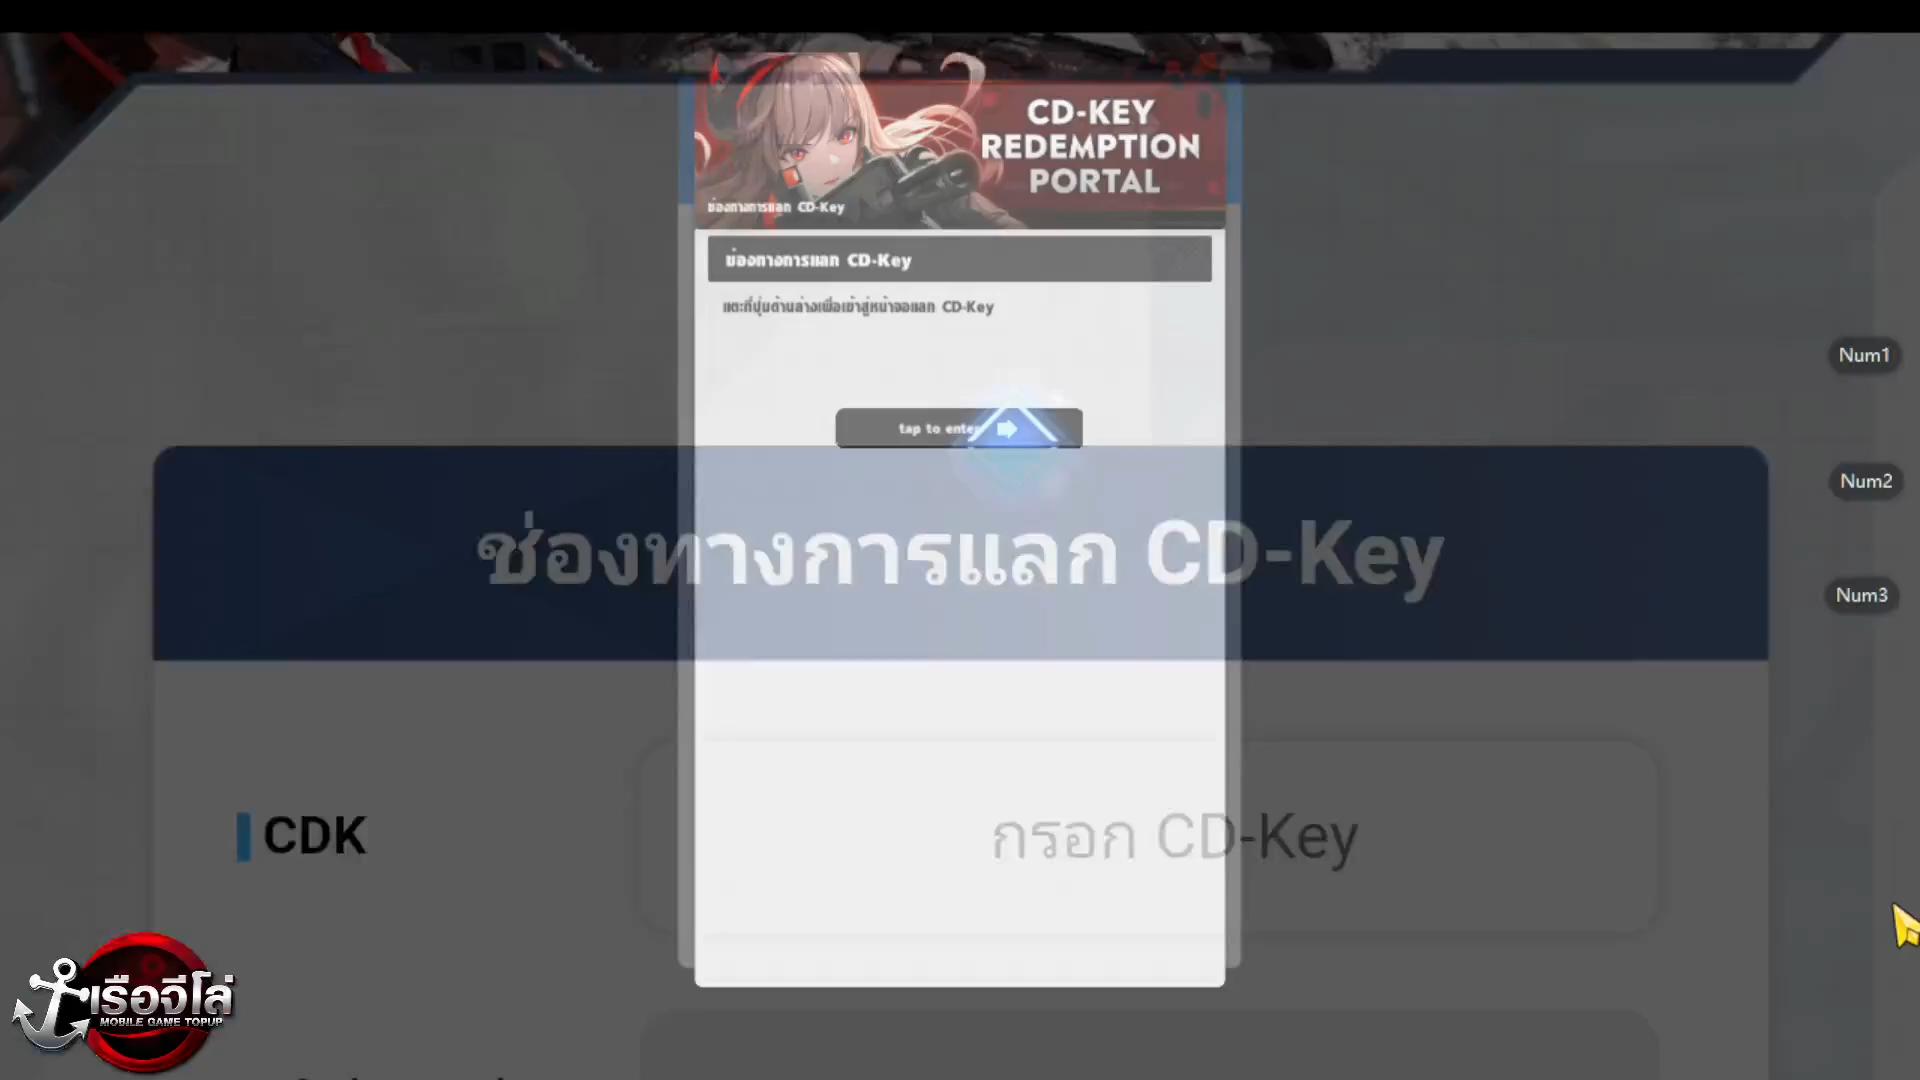 CD-KEY
REDEMPTION
PORTAL
ช่องทางการแลก CD-Key
ช่องทางการแลก CD-Key
แตะที่ปุ่มด้านล่างเพื่อเข้าสู่หน้าจอแลก CD-Key
tap to enter
ช่องทางการแลก CD-Key
CDK
กรอก CD-Key
Num1
Num2
Num3
เรือจีโล่
MOBILE GAME TOPUP